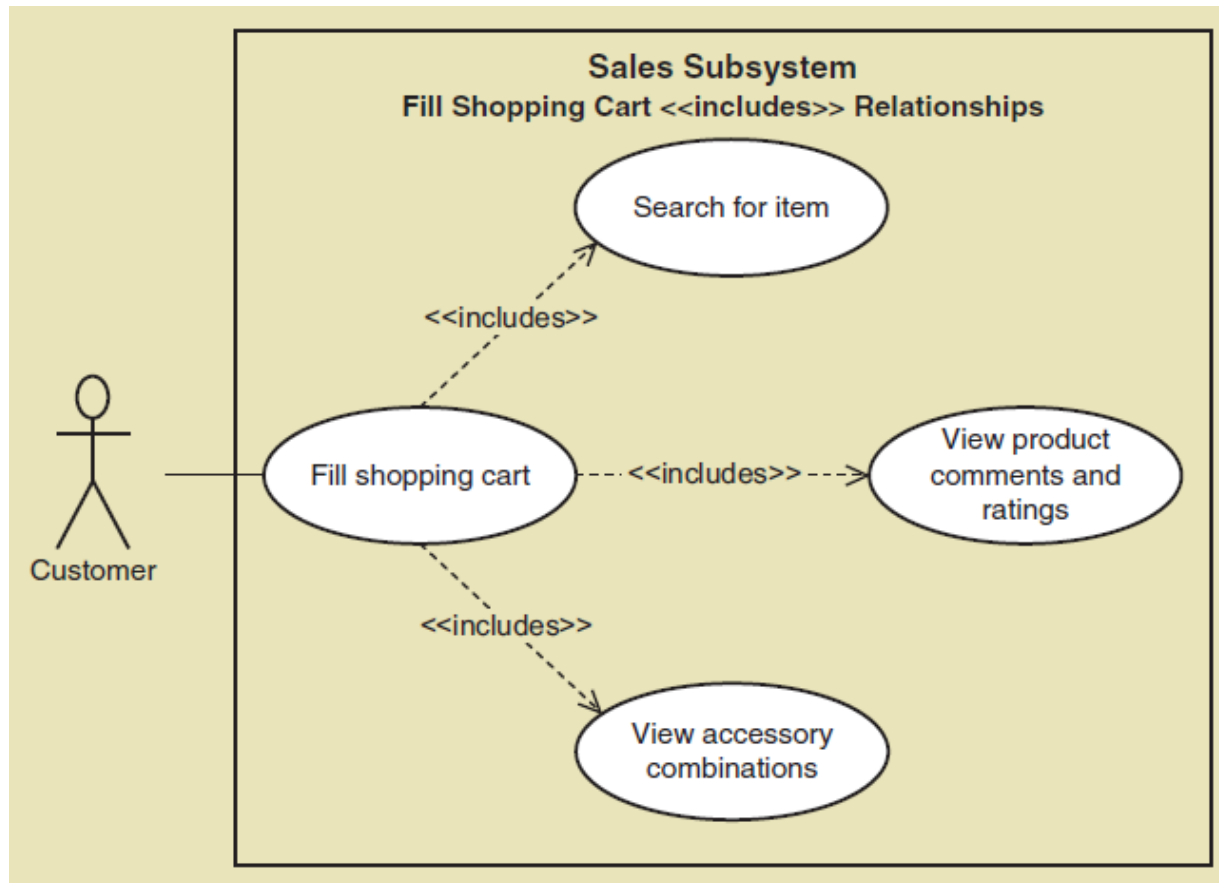 Sales Subsystem
Fill Shopping Cart <<includes>> Relationships
Search for item
<<includes>>
Fill shopping cart
<<includes>>
View product
comments and
ratings
Customer
<<includes>>
View accessory
combinations